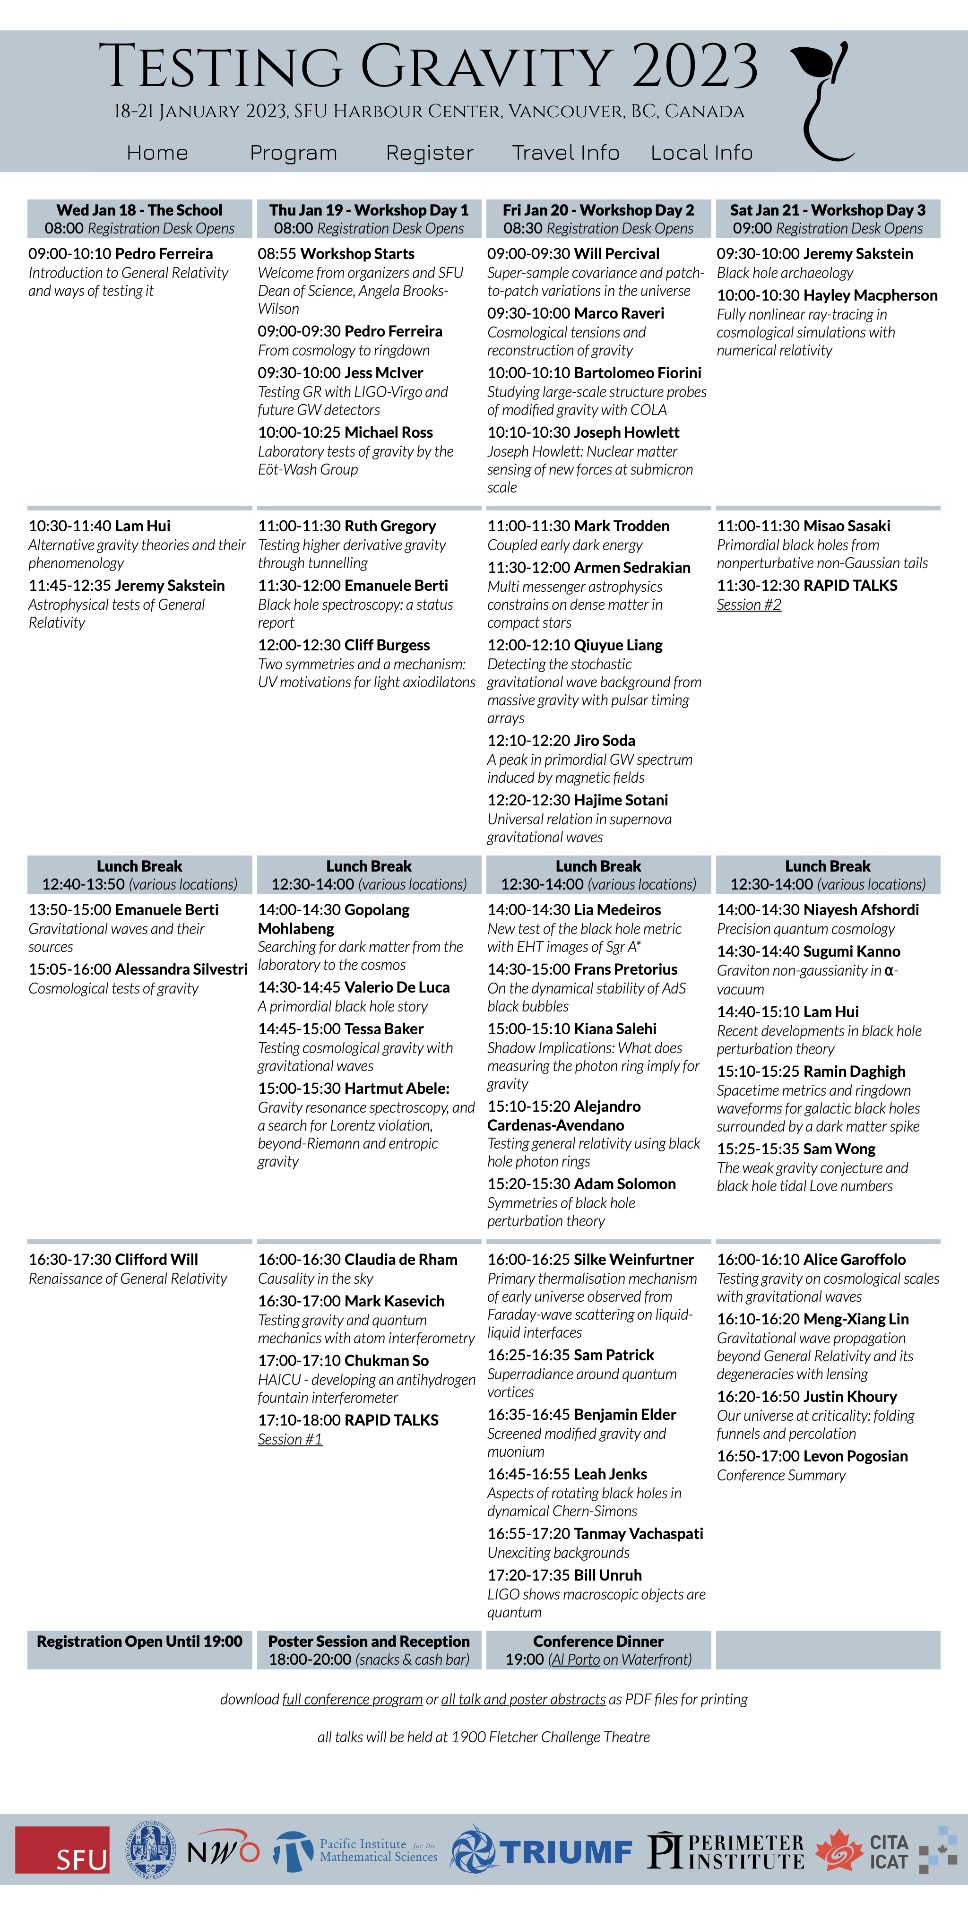 Testing Gravity 2023
18-21 January 2023, SFU Harbour Center, Vancouver, BC, Canada
Home Program Register Travel Info Local Info
Wed Jan 18 - The School
08:00 Registration Desk Opens
09:00-10:10 Pedro Ferreira
Introduction to General Relativity
and ways of testing it
10:30-11:40 Lam Hui
Alternative gravity theories and their
phenomenology
11:45-12:35 Jeremy Sakstein
Astrophysical tests of General
Relativity
Lunch Break
12:40-13:50 (various locations)
13:50-15:00 Emanuele Berti
Gravitational waves and their
sources
15:05-16:00 Alessandra Silvestri
Cosmological tests of gravity
16:30-17:30 Clifford Will
Renaissance of General Relativity
Registration Open Until 19:00
Thu Jan 19 - Workshop Day 1
08:00 Registration Desk Opens
08:55 Workshop Starts
Welcome from organizers and SFU
Dean of Science, Angela Brooks-
Wilson
09:00-09:30 Pedro Ferreira
From cosmology to ringdown
09:30-10:00 Jess McIver
Testing GR with LIGO-Virgo and
future GW detectors
10:00-10:25 Michael Ross
Laboratory tests of gravity by the
Eöt-Wash Group
11:00-11:30 Ruth Gregory
Testing higher derivative gravity
through tunnelling
11:30-12:00 Emanuele Berti
Black hole spectroscopy: a status
report
12:00-12:30 Cliff Burgess
Two symmetries and a mechanism:
UV motivations for light axiodilatons
Lunch Break
12:30-14:00 (various locations)
14:00-14:30 Gopolang
Mohlabeng
Searching for dark matter from the
laboratory to the cosmos
14:30-14:45 Valerio De Luca
A primordial black hole story
14:45-15:00 Tessa Baker
Testing cosmological gravity with
gravitational waves
15:00-15:30 Hartmut Abele:
Gravity resonance spectroscopy, and
a search for Lorentz violation,
beyond-Riemann and entropic
gravity
16:00-16:30 Claudia de Rham
Causality in the sky
16:30-17:00 Mark Kasevich
Testing gravity and quantum
mechanics with atom interferometry
17:00-17:10 Chukman So
HAICU - developing an antihydrogen
fountain interferometer
17:10-18:00 RAPID TALKS
Session #1
Poster Session and Reception
18:00-20:00 (snacks & cash bar)
Fri Jan 20 - Workshop Day 2
08:30 Registration Desk Opens
09:00-09:30 Will Percival
Super-sample covariance and patch-
to-patch variations in the universe
09:30-10:00 Marco Raveri
Cosmological tensions and
reconstruction of gravity
10:00-10:10 Bartolomeo Fiorini
Studying large-scale structure probes
of modified gravity with COLA
10:10-10:30 Joseph Howlett
Joseph Howlett: Nuclear matter
sensing of new forces at submicron
scale
11:00-11:30 Mark Trodden
Coupled early dark energy
11:30-12:00 Armen Sedrakian
Multi messenger astrophysics
constrains on dense matter in
compact stars
12:00-12:10 Qiuyue Liang
Detecting the stochastic
gravitational wave background from
massive gravity with pulsar timing
arrays
12:10-12:20 Jiro Soda
A peak in primordial GW spectrum
induced by magnetic fields
12:20-12:30 Hajime Sotani
Universal relation in supernova
gravitational waves
Lunch Break
12:30-14:00 (various locations)
14:00-14:30 Lia Medeiros
New test of the black hole metric
with EHT images of Sgr A*
14:30-15:00 Frans Pretorius
On the dynamical stability of AdS
black bubbles
15:00-15:10 Kiana Salehi
Shadow Implications: What does
measuring the photon ring imply for
gravity
15:10-15:20 Alejandro
Cardenas-Avendano
Testing general relativity using black
hole photon rings
15:20-15:30 Adam Solomon
Symmetries of black hole
perturbation theory
16:00-16:25 Silke Weinfurtner
Primary thermalisation mechanism
of early universe observed from
Faraday-wave scattering on liquid-
liquid interfaces
16:25-16:35 Sam Patrick
Superradiance around quantum
vortices
16:35-16:45 Benjamin Elder
Screened modified gravity and
muonium
16:45-16:55 Leah Jenks
Aspects of rotating black holes in
dynamical Chern-Simons
16:55-17:20 Tanmay Vachaspati
Unexciting backgrounds
17:20-17:35 Bill Unruh
LIGO shows macroscopic objects are
quantum
Conference Dinner
19:00 (Al Porto on Waterfront)
Sat Jan 21 - Workshop Day 3
09:00 Registration Desk Opens
09:30-10:00 Jeremy Sakstein
Black hole archaeology
10:00-10:30 Hayley Macpherson
Fully nonlinear ray-tracing in
cosmological simulations with
numerical relativity
11:00-11:30 Misao Sasaki
Primordial black holes from
nonperturbative non-Gaussian tails
11:30-12:30 RAPID TALKS
Session #2
Lunch Break
12:30-14:00 (various locations)
14:00-14:30 Niayesh Afshordi
Precision quantum cosmology
14:30-14:40 Sugumi Kanno
Graviton non-gaussianity in α-
vacuum
14:40-15:10 Lam Hui
Recent developments in black hole
perturbation theory
15:10-15:25 Ramin Daghigh
Spacetime metrics and ringdown
waveforms for galactic black holes
surrounded by a dark matter spike
15:25-15:35 Sam Wong
The weak gravity conjecture and
black hole tidal Love numbers
16:00-16:10 Alice Garoffolo
Testing gravity on cosmological scales
with gravitational waves
16:10-16:20 Meng-Xiang Lin
Gravitational wave propagation
beyond General Relativity and its
degeneracies with lensing
16:20-16:50 Justin Khoury
Our universe at criticality: folding
funnels and percolation
16:50-17:00 Levon Pogosian
Conference Summary
download full conference program or all talk and poster abstracts as PDF files for printing
all talks will be held at 1900 Fletcher Challenge Theatre
SFU
NWO
Pacific Institute for the
Mathematical Sciences
TRIUMF
PI PERIMETER
INSTITUTE
CITA
ICAT